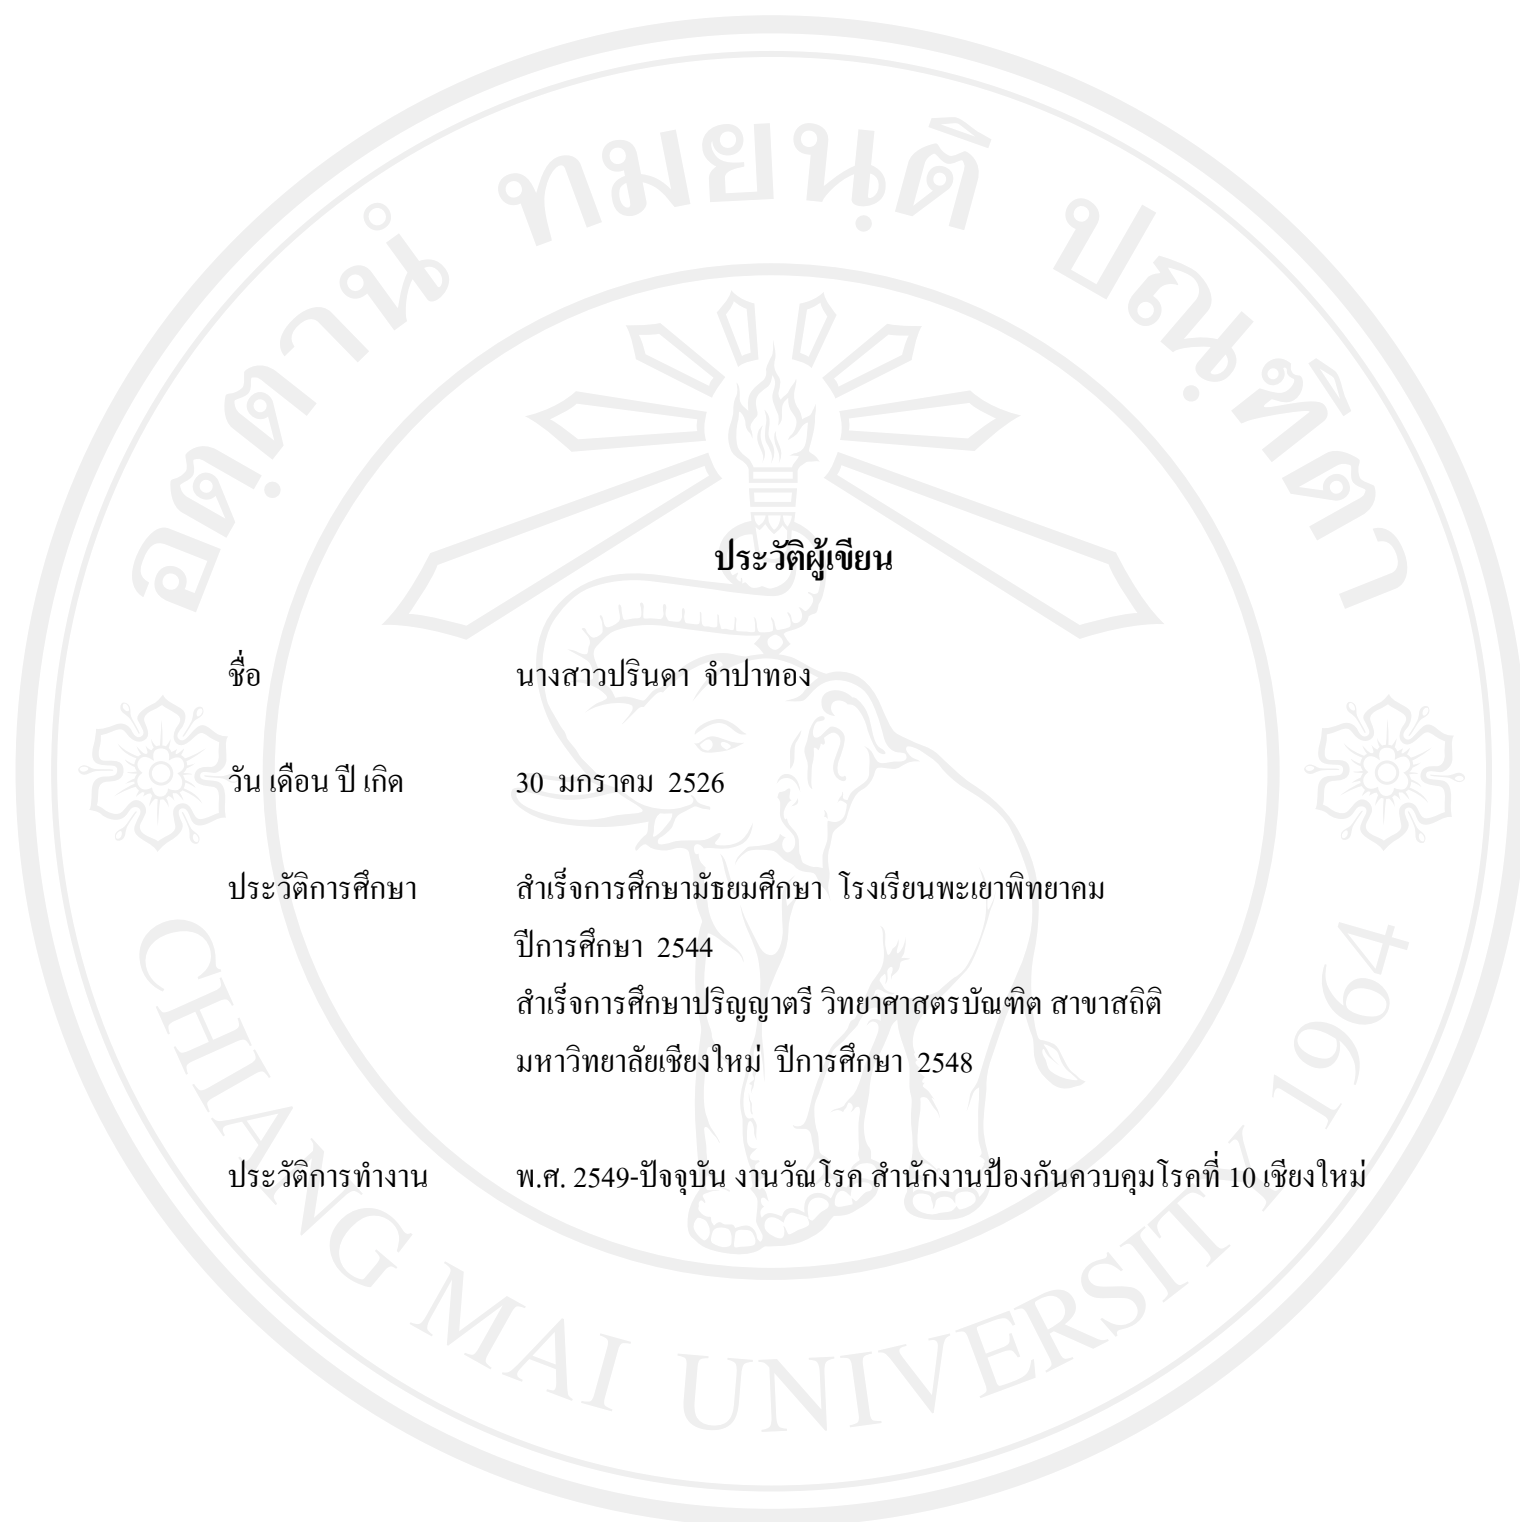 อตฺตานํ ทมยนฺติ ปณฺฑิตา
ประวัติผู้เขียน
ชื่อ นางสาวปรินดา จำปาทอง
วัน เดือน ปี เกิด 30 มกราคม 2526
ประวัติการศึกษา สำเร็จการศึกษามัธยมศึกษา โรงเรียนพะเยาพิทยาคม
ปีการศึกษา 2544
สำเร็จการศึกษาปริญญาตรี วิทยาศาสตรบัณฑิต สาขาสถิติ
มหาวิทยาลัยเชียงใหม่ ปีการศึกษา 2548
ประวัติการทำงาน พ.ศ. 2549-ปัจจุบัน งานวัณโรค สำนักงานป้องกันควบคุมโรคที่ 10 เชียงใหม่
CHIANG MAI UNIVERSITY 1964